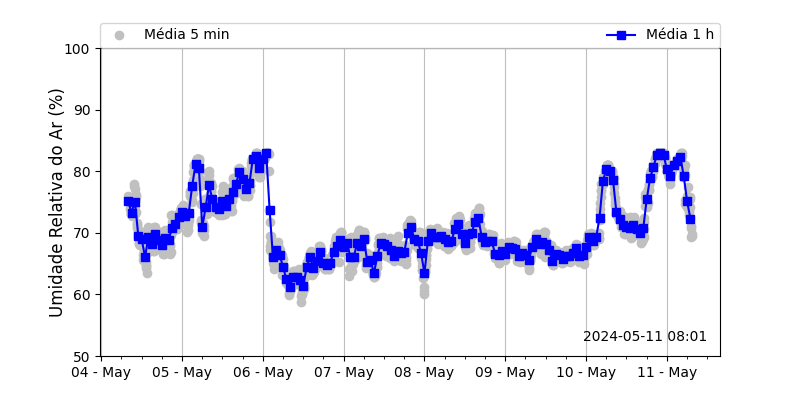 Média 5 min
Média 1 h
Umidade Relativa do Ar (%)
100
90
80
70
60
50
2024-05-11 08:01
04 - May
05 - May
06 - May
07 - May
08 - May
09 - May
10 - May
11 - May